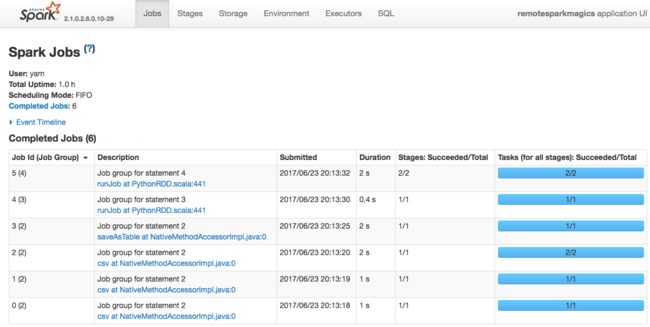 APACHE
Spark 2.1.0.2.6.0.10-29 Jobs Stages Storage Environment Executors SQL remotesparkmagics application UI
Spark Jobs (?)
User: yarn
Total Uptime: 1.0 h
Scheduling Mode: FIFO
Completed Jobs: 6
Event Timeline
Completed Jobs (6)
Job Id (Job Group) Description Submitted Duration Stages: Succeeded/Total Tasks (for all stages): Succeeded/Total
5 (4) Job group for statement 4 2017/06/23 20:13:32 2 s 2/2 2/2
runJob at PythonRDD.scala:441
4 (3) Job group for statement 3 2017/06/23 20:13:30 0.4 s 1/1 1/1
runJob at PythonRDD.scala:441
3 (2) Job group for statement 2 2017/06/23 20:13:25 2 s 1/1 1/1
saveAsTable at NativeMethodAccessorImpl.java:0
2 (2) Job group for statement 2 2017/06/23 20:13:20 2 s 1/1 2/2
csv at NativeMethodAccessorImpl.java:0
1 (2) Job group for statement 2 2017/06/23 20:13:19 1 s 1/1 1/1
csv at NativeMethodAccessorImpl.java:0
0 (2) Job group for statement 2 2017/06/23 20:13:18 1 s 1/1 1/1
csv at NativeMethodAccessorImpl.java:0